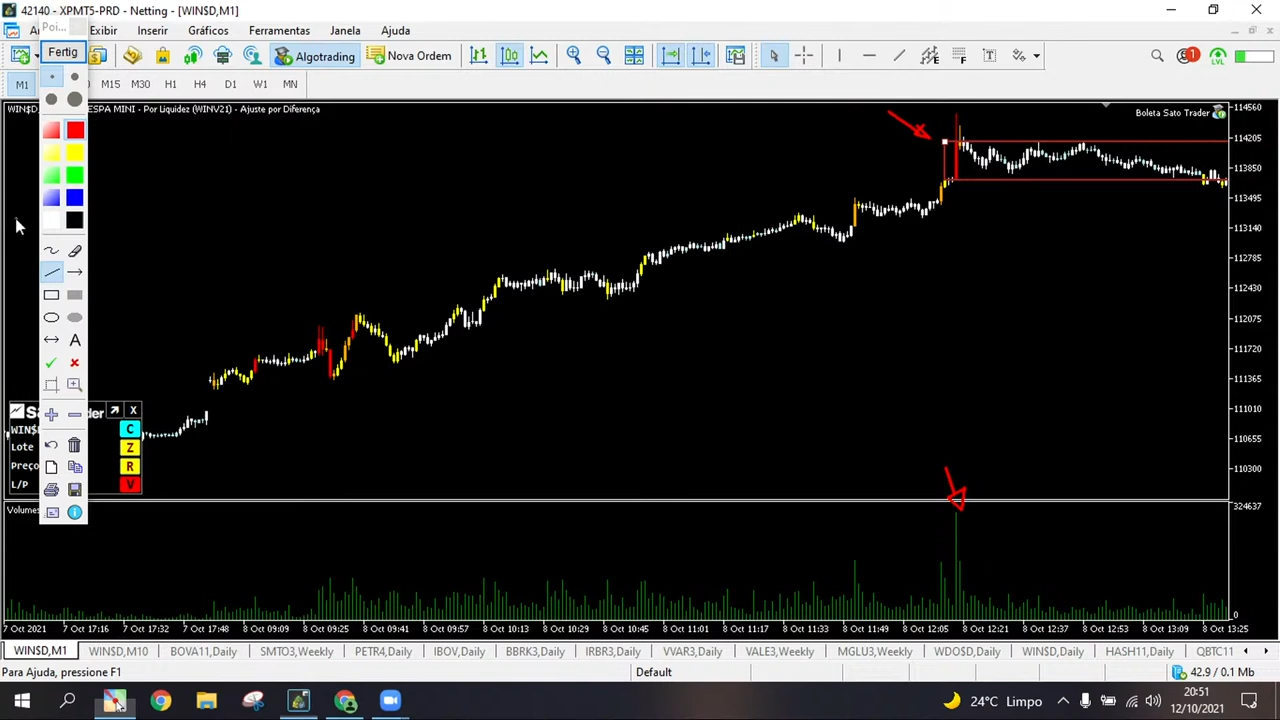 42140 - XPMT5-PRD - Netting - [WIN$D,M1]
Poi...
Exibir Inserir Gráficos Ferramentas Janela Ajuda
Fertig
Algotrading Nova Ordem
1
LVL
M1 M15 M30 H1 H4 D1 W1 MN
WIN$D, ESPA MINI - Por Liquidez (WINV21) - Ajuste por Diferença
Boleta Sato Trader
114560
114205
113850
113495
113140
112785
112430
112075
111720
111365
111010
110655
110300
A
X
C
Lote Z
Preço R
L/P V
Volumes
324637
0
7 Oct 2021 7 Oct 17:16 7 Oct 17:32 7 Oct 17:48 8 Oct 09:09 8 Oct 09:25 8 Oct 09:41 8 Oct 09:57 8 Oct 10:13 8 Oct 10:29 8 Oct 10:45 8 Oct 11:01 8 Oct 11:17 8 Oct 11:33 8 Oct 11:49 8 Oct 12:05 8 Oct 12:21 8 Oct 12:37 8 Oct 12:53 8 Oct 13:09 8 Oct 13:25
WIN$D,M1 WIN$D,M10 BOVA11,Daily SMTO3,Weekly PETR4,Daily IBOV,Daily BBRK3,Daily IRBR3,Daily VVAR3,Daily VALE3,Weekly MGLU3,Weekly WDO$D,Daily WIN$D,Daily HASH11,Daily QBTC1
Para Ajuda, pressione F1 Default 42.9 / 0.1 Mb
24°C Limpo
20:51
12/10/2021